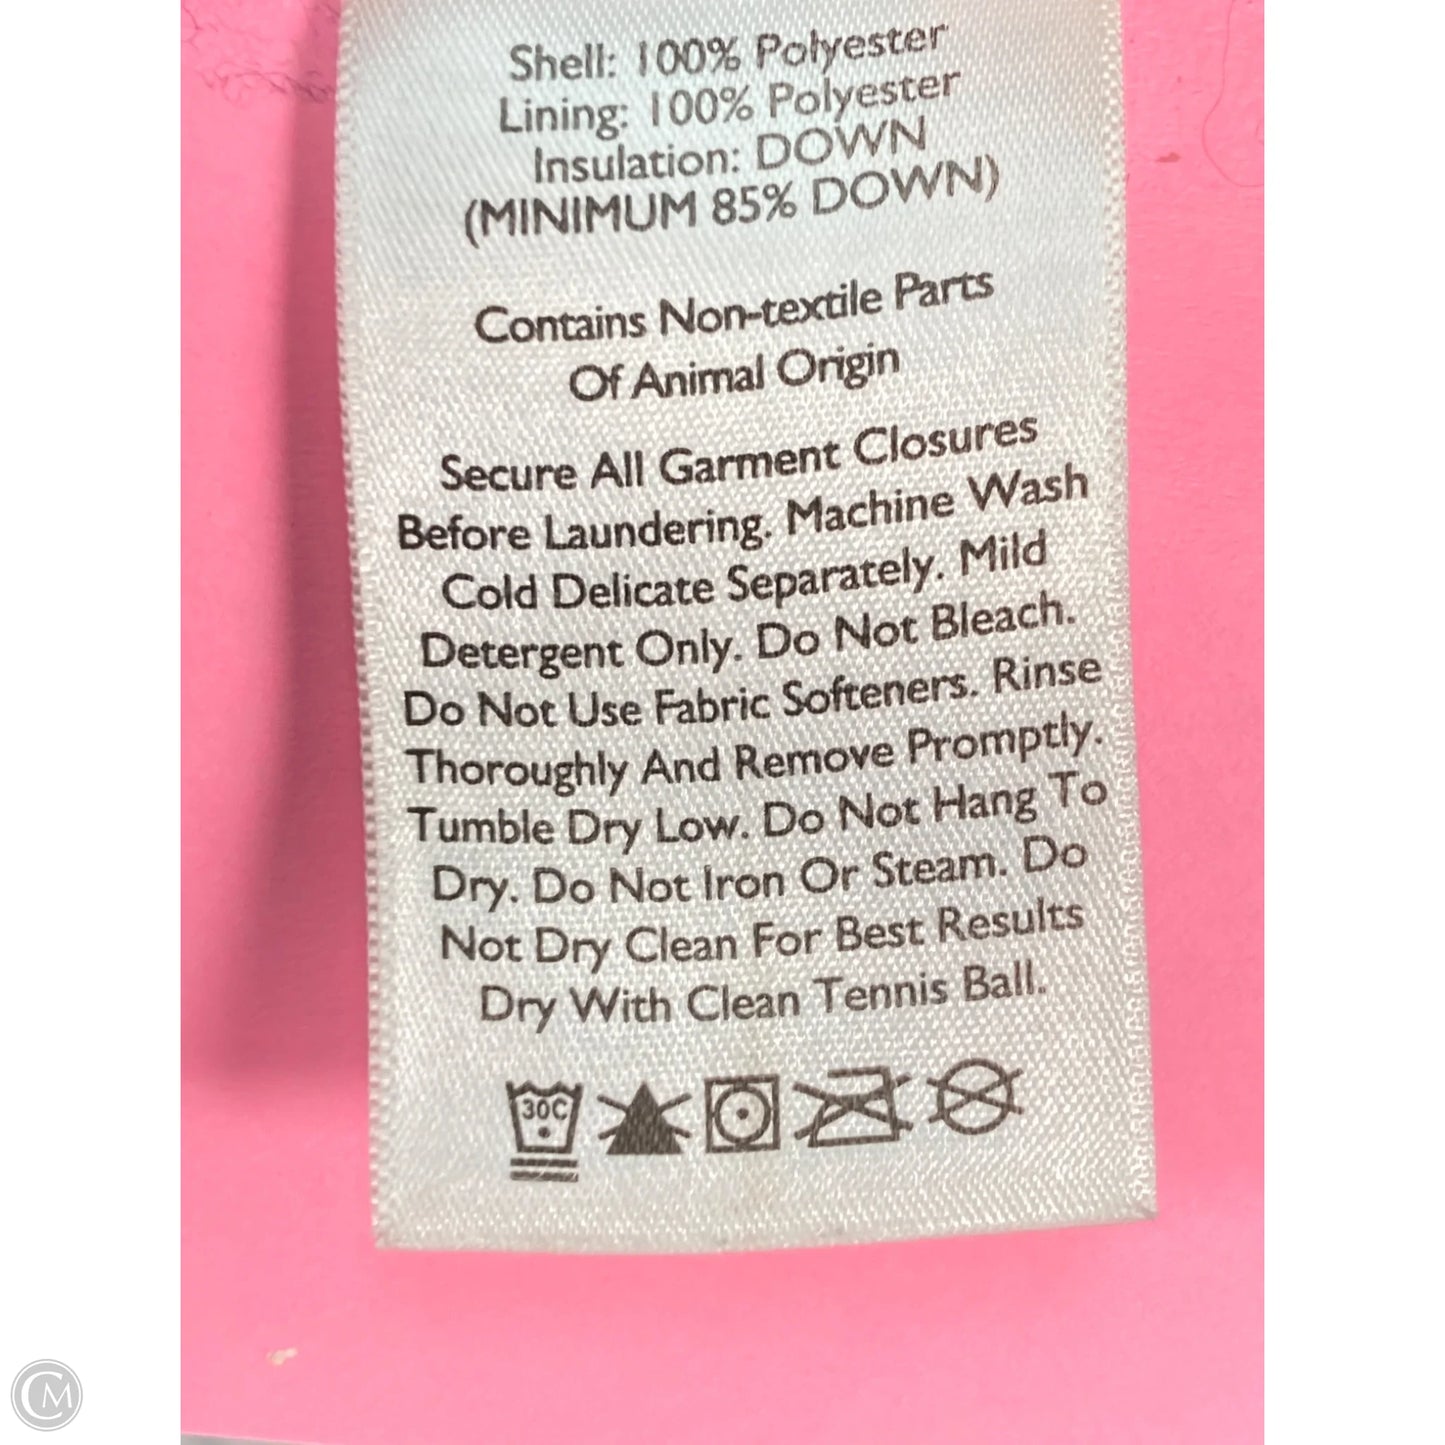 Shell: 100% Polyester
Lining: 100% Polyester
Insulation: DOWN
(MINIMUM 85% DOWN)
Contains Non-textile Parts
Of Animal Origin
Secure All Garment Closures
Before Laundering. Machine Wash
Cold Delicate Separately. Mild
Detergent Only. Do Not Bleach.
Do Not Use Fabric Softeners. Rinse
Thoroughly And Remove Promptly.
Tumble Dry Low. Do Not Hang To
Dry. Do Not Iron Or Steam. Do
Not Dry Clean For Best Results
Dry With Clean Tennis Ball.
30C
CM